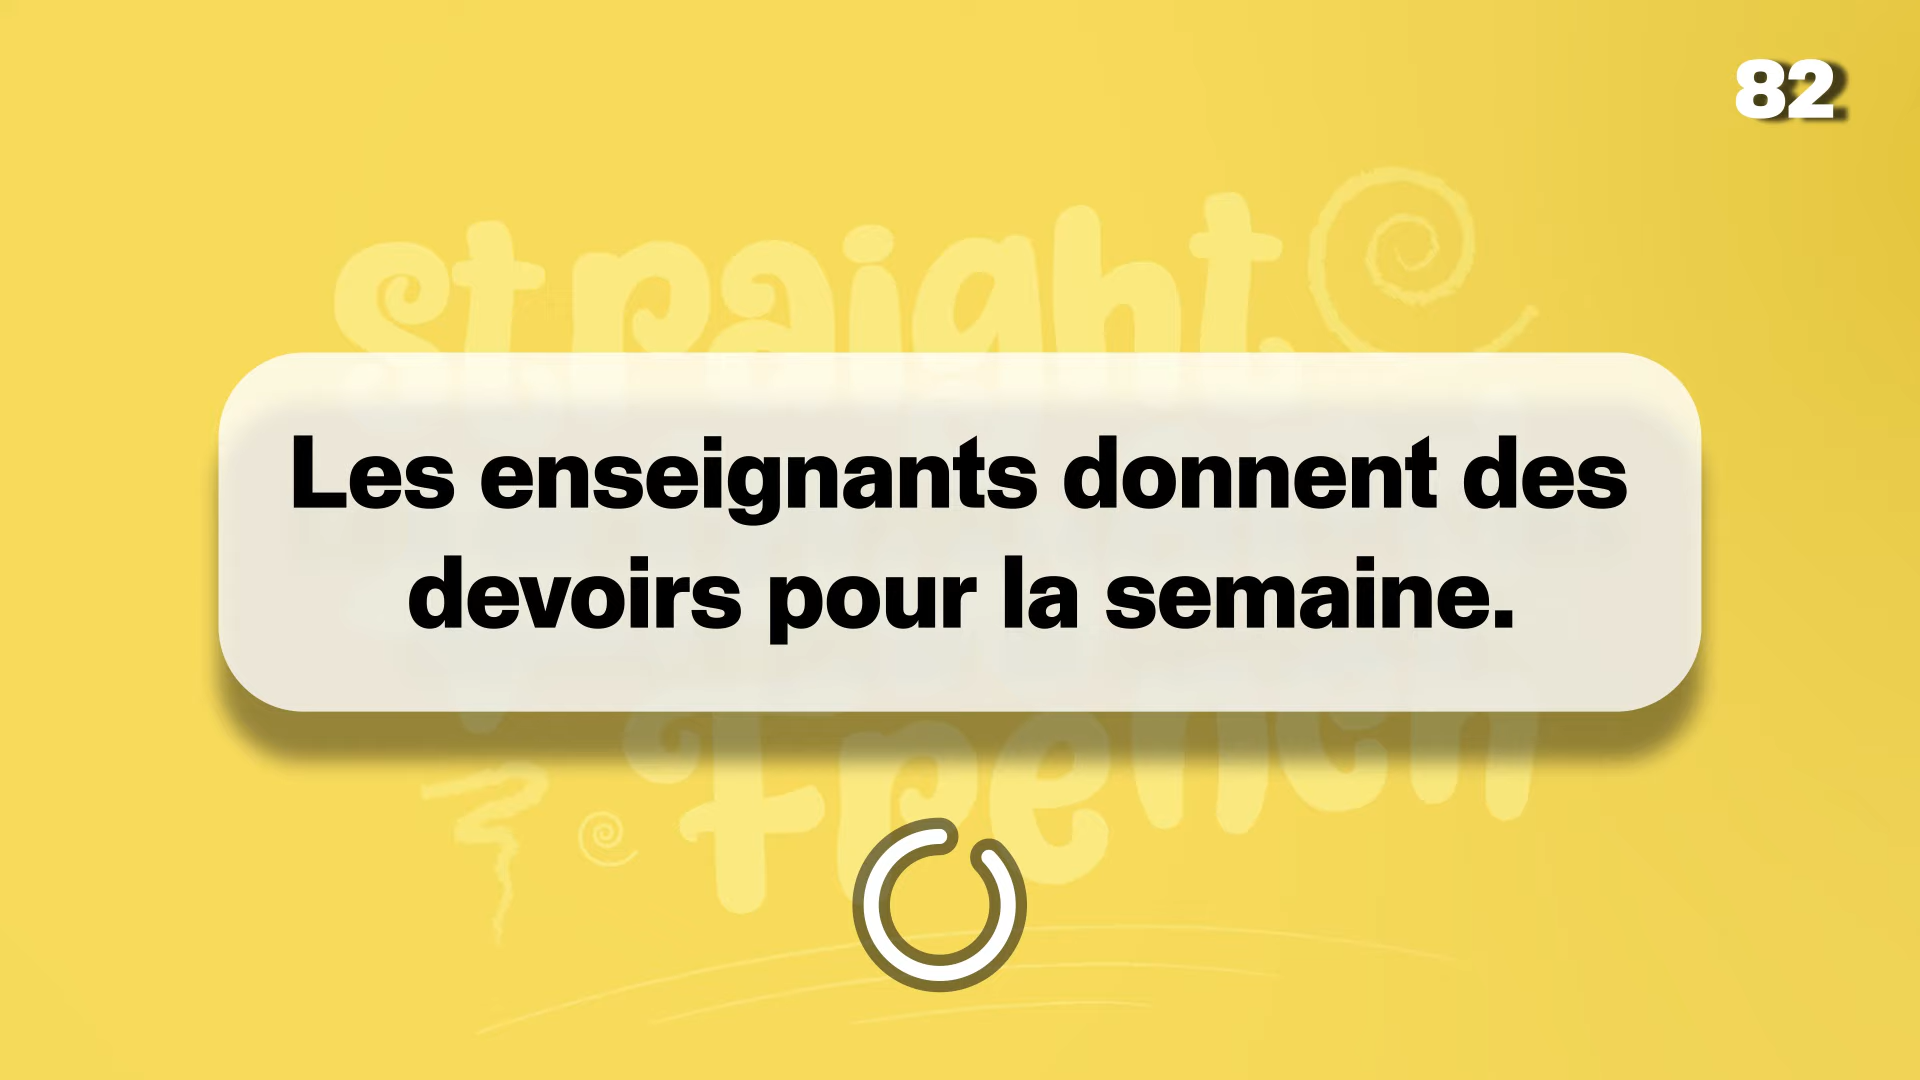 82
straight
Les enseignants donnent des
devoirs pour la semaine.
French